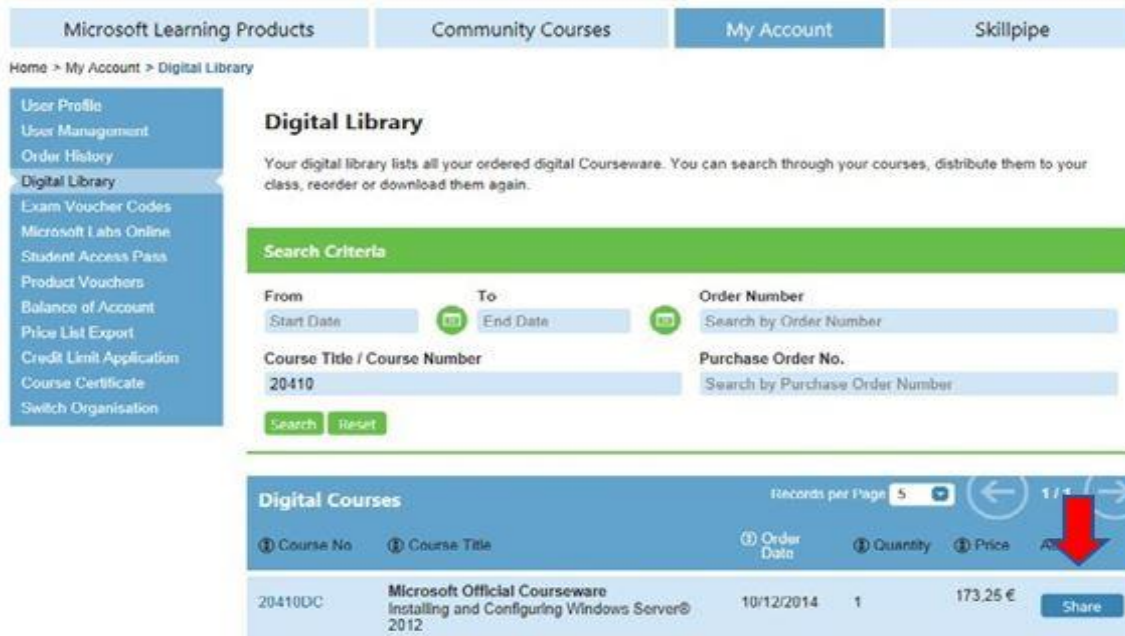 Microsoft Learning Products
Community Courses
My Account
Skillpipe
Home > My Account > Digital Library
User Profile
User Management
Order History
Digital Library
Exam Voucher Codes
Microsoft Labs Online
Student Access Pass
Product Vouchers
Balance of Account
Price List Export
Credit Limit Application
Course Certificate
Switch Organisation
Digital Library
Your digital library lists all your ordered digital Courseware. You can search through your courses, distribute them to your
class, reorder or download them again.
Search Criteria
From
To
Order Number
Start Date
End Date
Search by Order Number
Course Title / Course Number
Purchase Order No.
20410
Search by Purchase Order Number
Search
Reset
Digital Courses
Records per Page
5
Course No
Course Title
Order
Date
Quantity
Price
20410DC
Microsoft Official Courseware
Installing and Configuring Windows Server®
2012
10/12/2014
1
173,25 €
Share